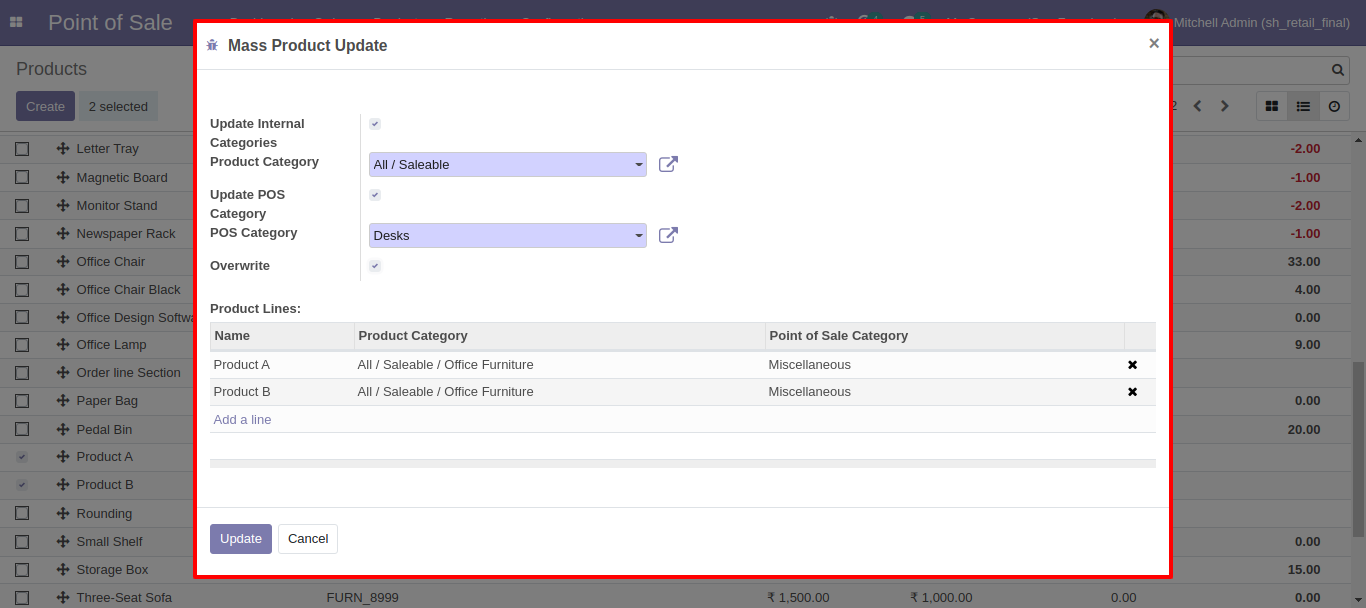 Point of Sale
Mitchell Admin (sh_retail_final)
Mass Product Update
×
Products
Create
2 selected
Update Internal
Categories
Product Category
All / Saleable
Update POS
Category
POS Category
Desks
Overwrite
Product Lines:
Name Product Category Point of Sale Category
Product A All / Saleable / Office Furniture Miscellaneous
Product B All / Saleable / Office Furniture Miscellaneous
Add a line
Update Cancel
Letter Tray -2.00
Magnetic Board -1.00
Monitor Stand -2.00
Newspaper Rack -1.00
Office Chair 33.00
Office Chair Black 4.00
Office Design Softwa 0.00
Office Lamp 9.00
Order line Section
Paper Bag 0.00
Pedal Bin 20.00
Product A
Product B
Rounding
Small Shelf 0.00
Storage Box 15.00
Three-Seat Sofa FURN_8999 ₹ 1,500.00 ₹ 1,000.00 0.00 0.00